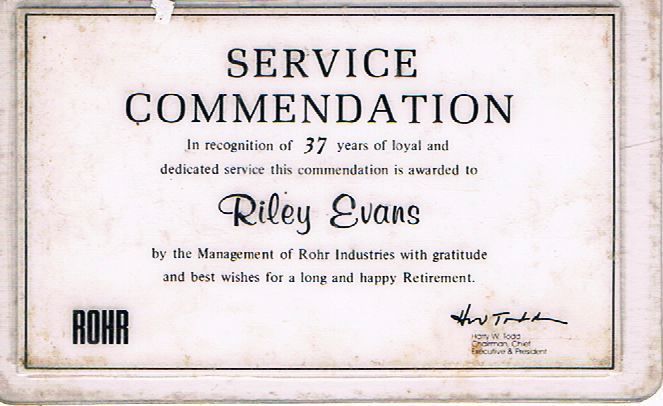 SERVICE
COMMENDATION
In recognition of 37 years of loyal and
dedicated service this commendation is awarded to
Riley Evans
by the Management of Rohr Industries with gratitude
and best wishes for a long and happy Retirement.
ROHR
Harry W. Todd
Chairman, Chief
Executive & President